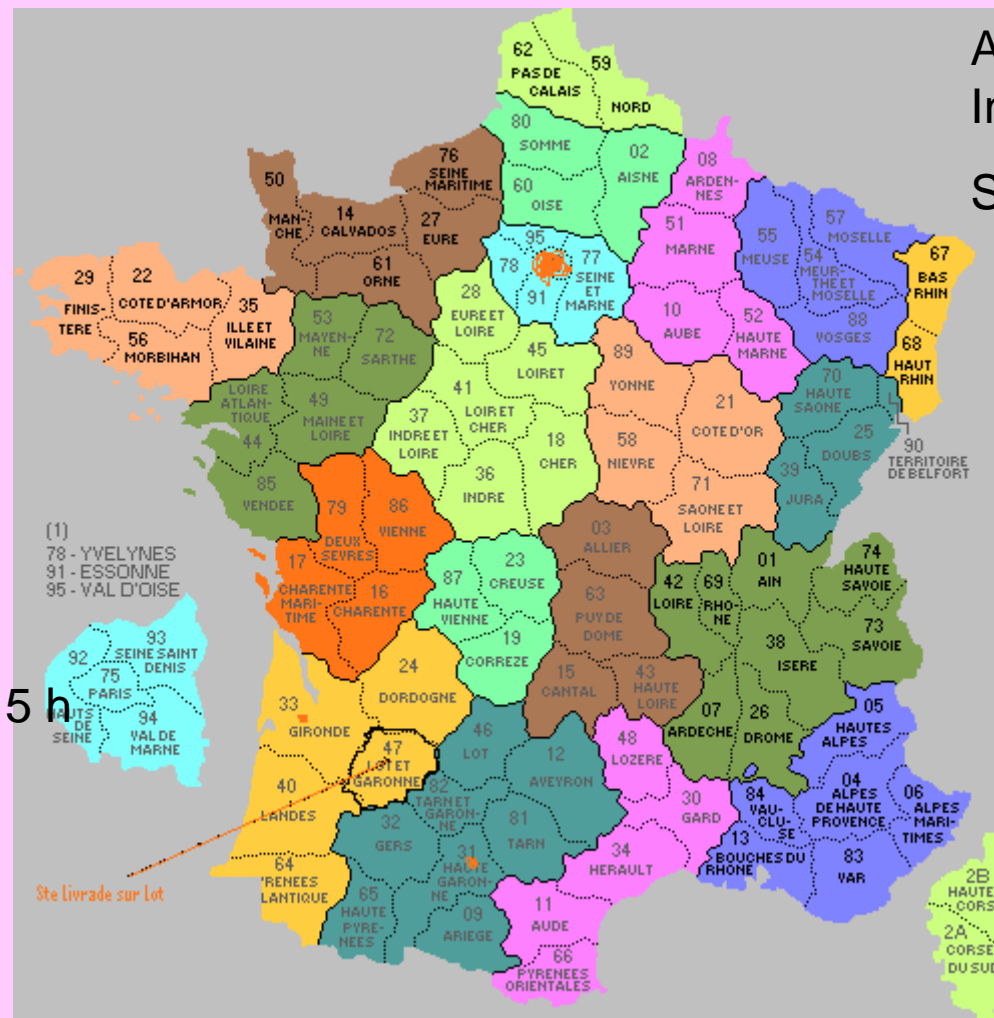 A
In
S
62
PAS DE
CALAIS
59
NORD
80
SOMME
02
AISNE
60
OISE
08
ARDEN-
NES
76
SEINE
MARITIME
50
MAN-
CHE
14
CALVADOS
27
EURE
61
ORNE
95
78
91
77
SEINE
ET
MARNE
51
MARNE
10
AUBE
52
HAUTE
MARNE
55
MEUSE
57
MOSELLE
54
MEUR-
THE ET
MOSELLE
88
VOSGES
67
BAS
RHIN
68
HAUT
RHIN
29
FINIS-
TERE
22
COTE D'ARMOR
35
ILLE ET
VILAINE
56
MORBIHAN
53
MAYEN-
NE
72
SARTHE
28
EURE ET
LOIRE
45
LOIRET
41
LOIR ET
CHER
37
INDRE ET
LOIRE
18
CHER
36
INDRE
89
YONNE
21
COTE D'OR
58
NIEVRE
71
SAONE ET
LOIRE
70
HAUTE
SAONE
25
DOUBS
39
JURA
90
TERRITOIRE
DE BELFORT
LOIRE
ATLAN-
TIQUE
44
49
MAINE ET
LOIRE
85
VENDEE
79
DEUX
SEVRES
86
VIENNE
17
CHARENTE
MARI-
TIME
16
CHARENTE
(1)
78 - YVELYNES
91 - ESSONNE
95 - VAL D'OISE
92
HAUTS
DE
SEINE
93
SEINE SAINT
DENIS
75
PARIS
94
VAL DE
MARNE
5 h
87
HAUTE
VIENNE
23
CREUSE
19
CORREZE
03
ALLIER
63
PUY DE
DOME
15
CANTAL
43
HAUTE
LOIRE
42
LOIRE
69
RHO-
NE
01
AIN
74
HAUTE
SAVOIE
73
SAVOIE
38
ISERE
07
ARDECHE
26
DROME
05
HAUTES
ALPES
04
ALPES
DE HAUTE
PROVENCE
06
ALPES
MARI-
TIMES
84
VAU-
CLU-
SE
13
BOUCHES DU
RHONE
83
VAR
24
DORDOGNE
33
GIRONDE
47
LOT ET
GARONNE
40
LANDES
64
RENEES
LANTIQUE
46
LOT
12
AVEYRON
82
TARN ET
GARON-
NE
81
TARN
32
GERS
31
HAUTE
GARON-
NE
65
HAUTE
PYRE-
NEES
09
ARIEGE
48
LOZERE
30
GARD
34
HERAULT
11
AUDE
66
PYRENEES
ORIENTALES
Ste livrade sur lot
2B
HAUTE
CORS
2A
CORSE
DU SUD